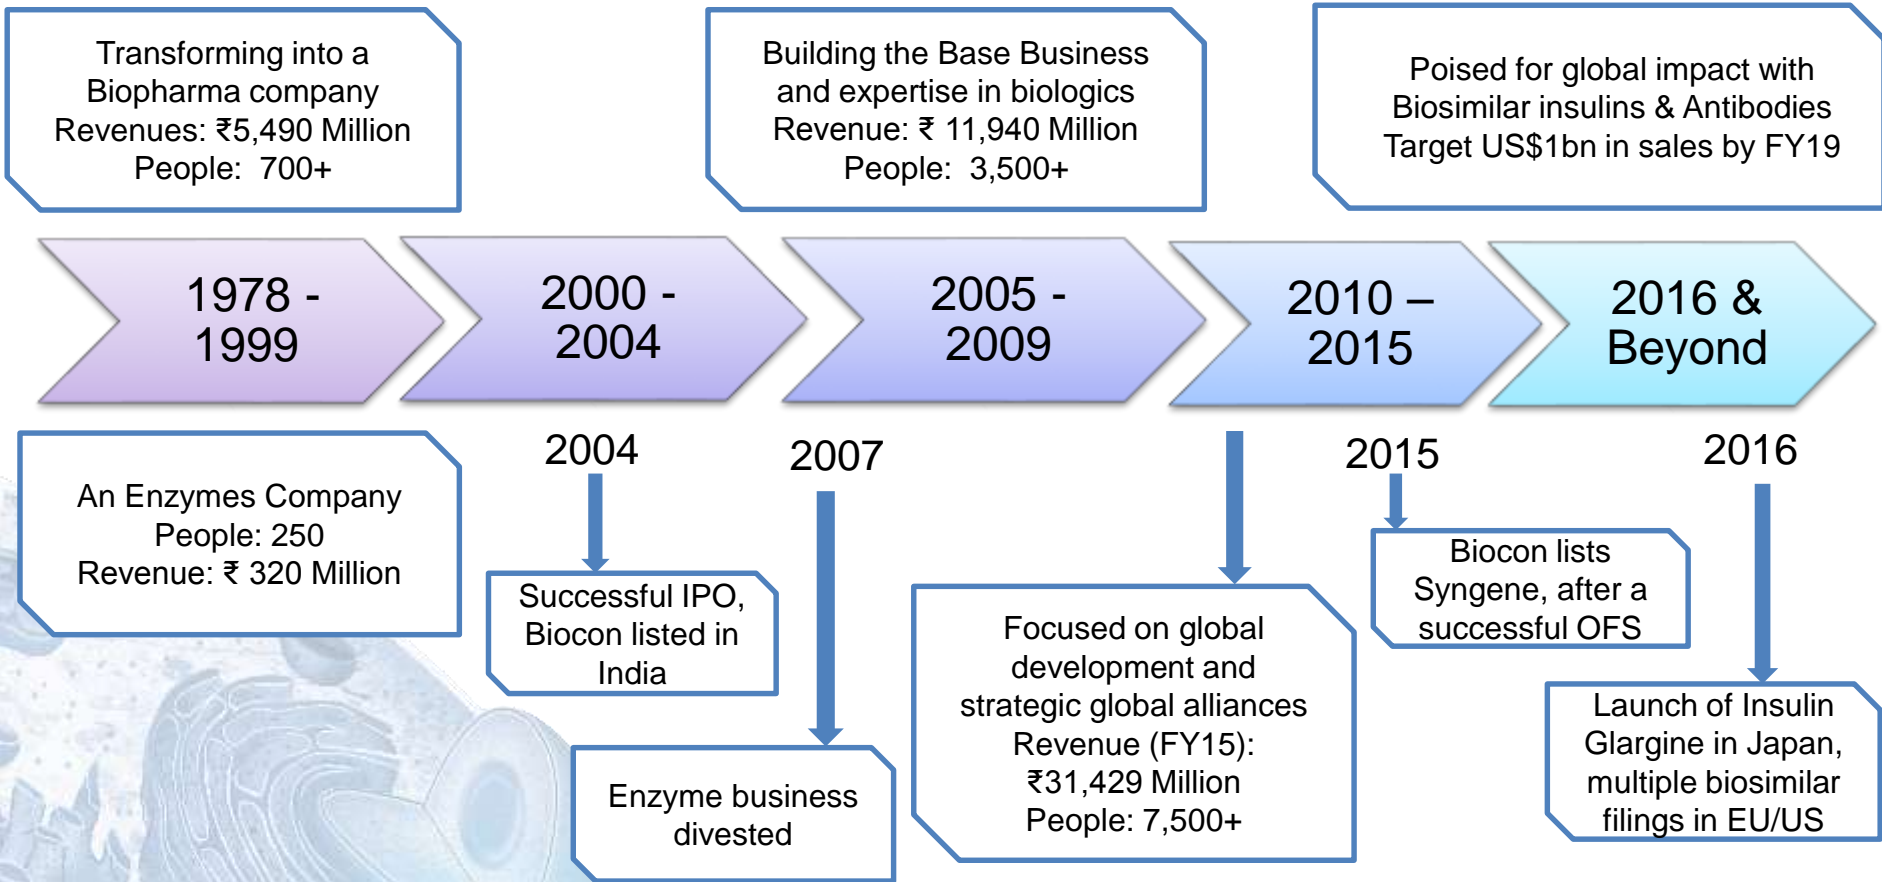 Transforming into a
Biopharma company
Revenues: ₹5,490 Million
People:  700+
Building the Base Business
and expertise in biologics
Revenue: ₹ 11,940 Million
People:  3,500+
Poised for global impact with
Biosimilar insulins & Antibodies
Target US$1bn in sales by FY19
1978 -
1999
2000 -
2004
2005 -
2009
2010 –
2015
2016 &
Beyond
An Enzymes Company
People: 250
Revenue: ₹ 320 Million
2004
Successful IPO,
Biocon listed in
India
2007
Enzyme business
divested
Focused on global
development and
strategic global alliances
Revenue (FY15):
₹31,429 Million
People: 7,500+
2015
Biocon lists
Syngene, after a
successful OFS
2016
Launch of Insulin
Glargine in Japan,
multiple biosimilar
filings in EU/US